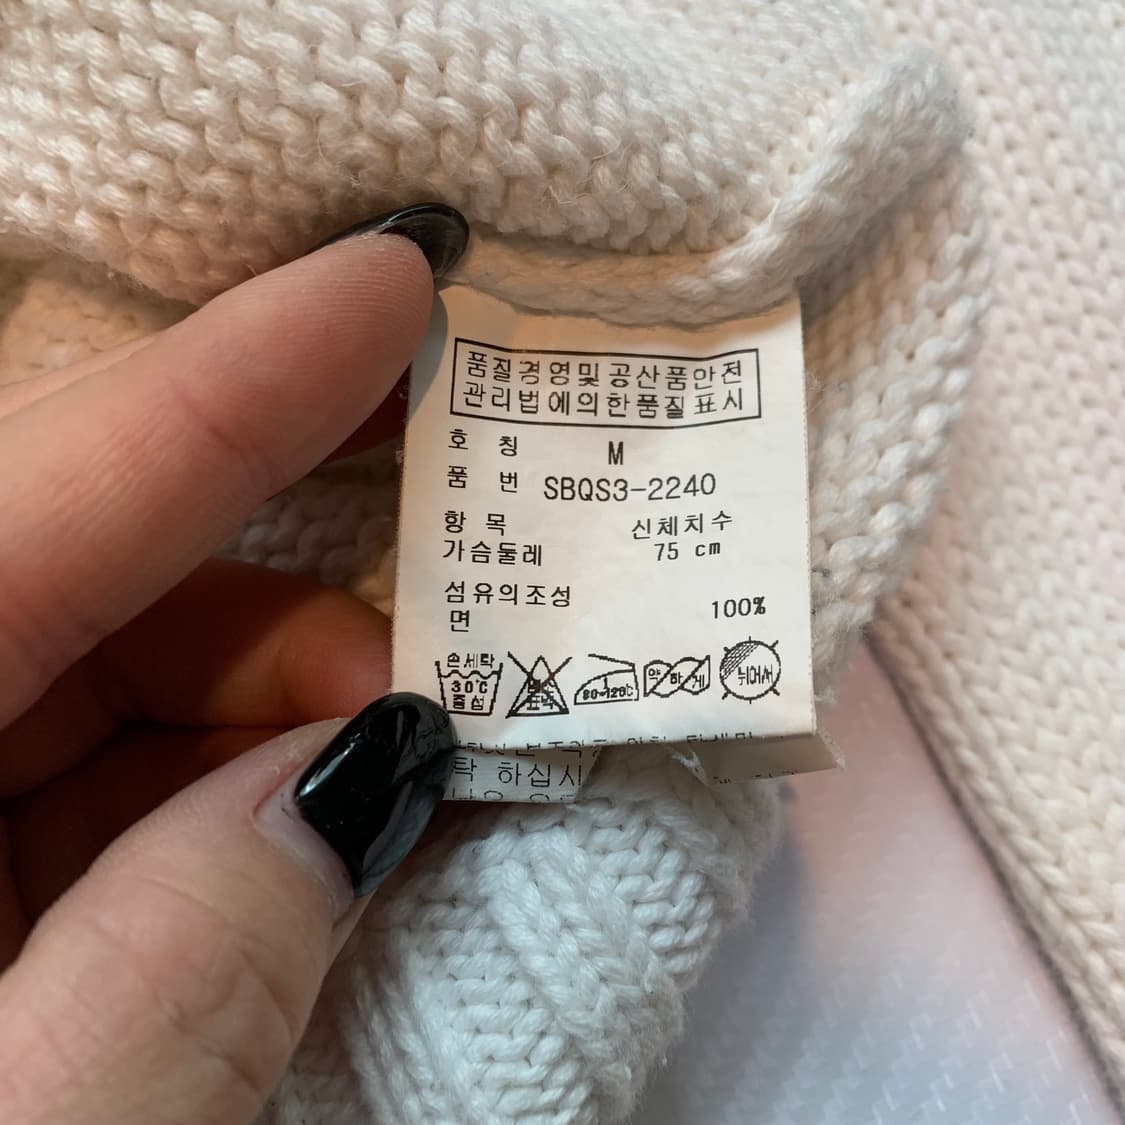 품질경영및공산품안전
관리법에의한품질표시
호 칭 M
품 번 SBQS3-2240
항 목 신체치수
가슴둘레 75 cm
섬유의조성
면 100%
손세탁
30℃
중성
80~120℃
약하게
뉘어서
탁 하십시